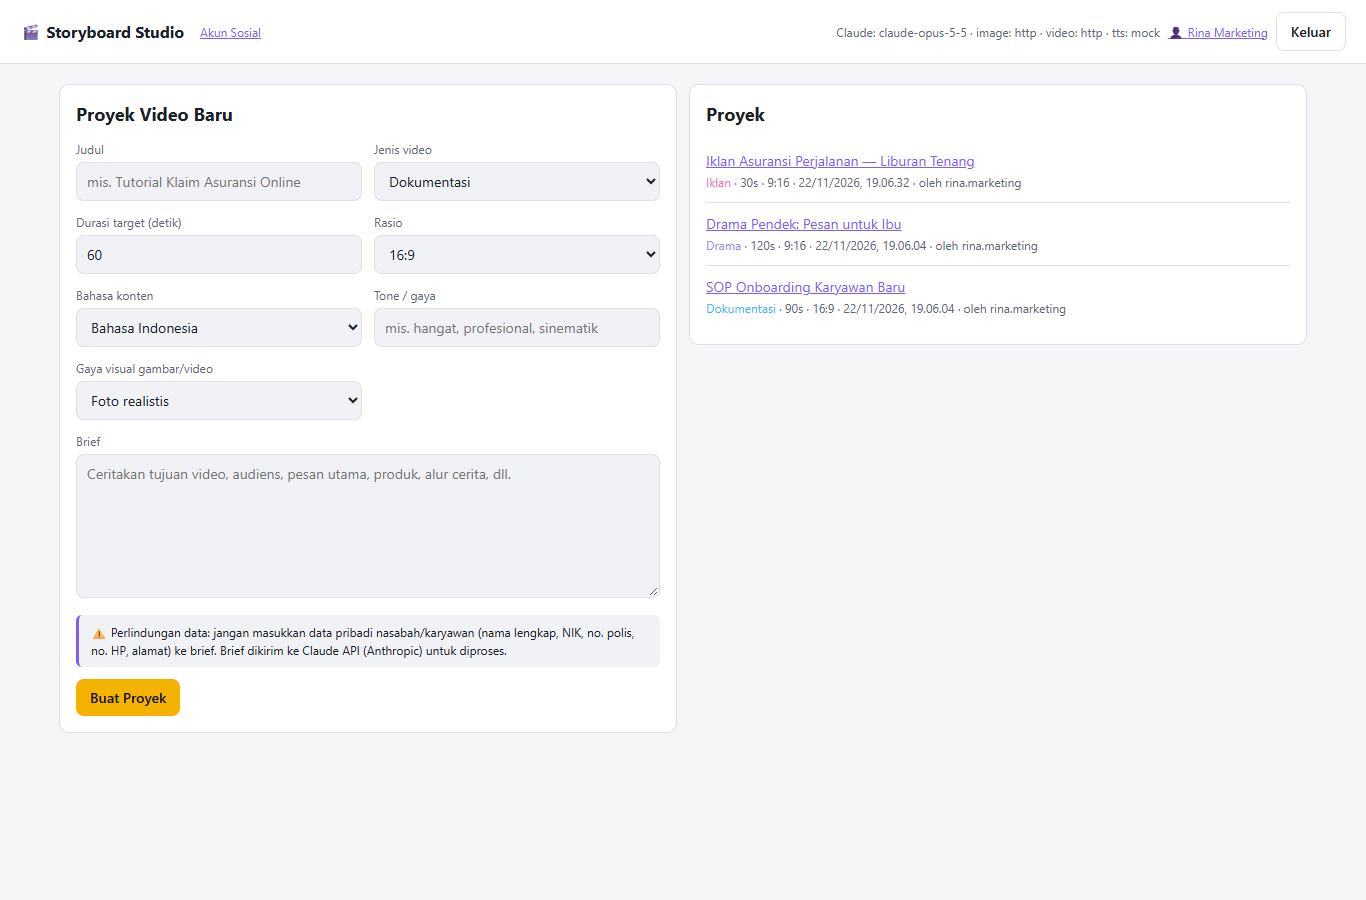 🎬 Storyboard Studio Akun Sosial
Claude: claude-opus-5-5 · image: http · video: http · tts: mock 👤 Rina Marketing Keluar
Proyek Video Baru
Judul
mis. Tutorial Klaim Asuransi Online
Jenis video
Dokumentasi
Durasi target (detik)
60
Rasio
16:9
Bahasa konten
Bahasa Indonesia
Tone / gaya
mis. hangat, profesional, sinematik
Gaya visual gambar/video
Foto realistis
Brief
Ceritakan tujuan video, audiens, pesan utama, produk, alur cerita, dll.
⚠️ Perlindungan data: jangan masukkan data pribadi nasabah/karyawan (nama lengkap, NIK, no. polis,
no. HP, alamat) ke brief. Brief dikirim ke Claude API (Anthropic) untuk diproses.
Buat Proyek
Proyek
Iklan Asuransi Perjalanan — Liburan Tenang
Iklan · 30s · 9:16 · 22/11/2026, 19.06.32 · oleh rina.marketing
Drama Pendek: Pesan untuk Ibu
Drama · 120s · 9:16 · 22/11/2026, 19.06.04 · oleh rina.marketing
SOP Onboarding Karyawan Baru
Dokumentasi · 90s · 16:9 · 22/11/2026, 19.06.04 · oleh rina.marketing